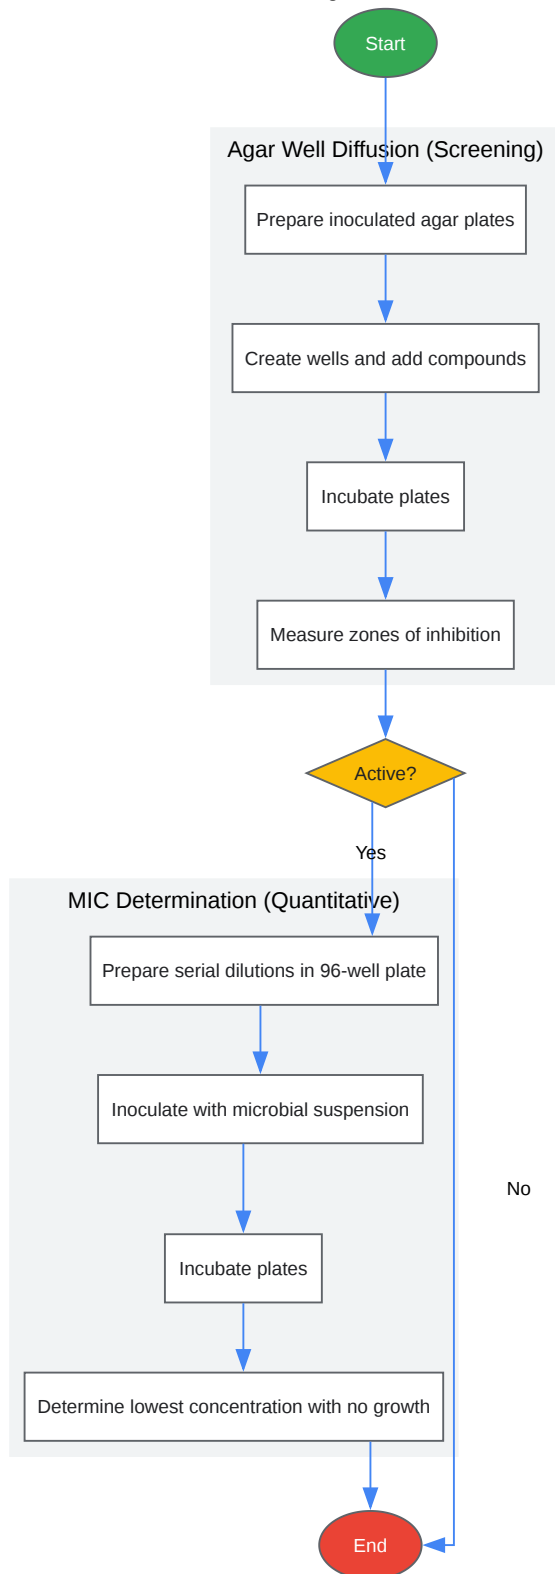 Start
Agar Well Diffusion (Screening)
Prepare inoculated agar plates
Create wells and add compounds
Incubate plates
Measure zones of inhibition
Active?
Yes
MIC Determination (Quantitative)
Prepare serial dilutions in 96-well plate
Inoculate with microbial suspension
No
Incubate plates
Determine lowest concentration with no growth
End